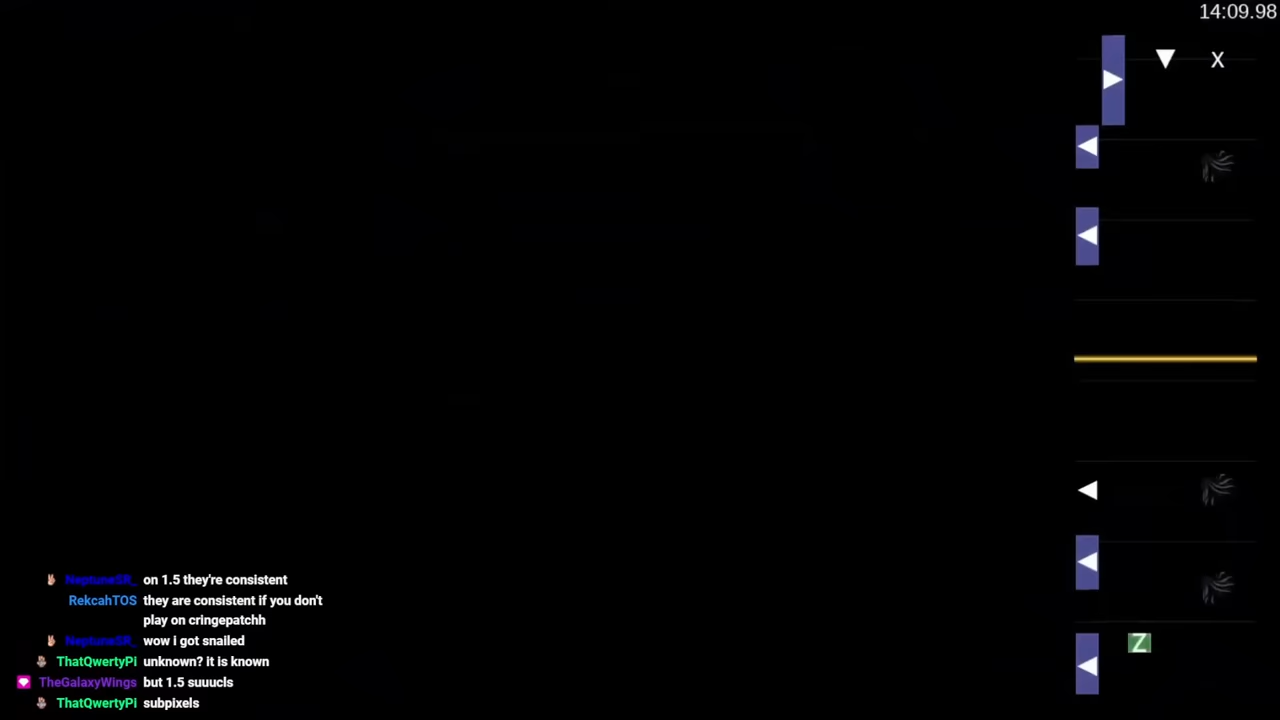 14:09.98
X
Z
NeptuneSR_ on 1.5 they're consistent
RekcahTOS they are consistent if you don't
play on cringepatchh
NeptuneSR_ wow i got snailed
ThatQwertyPi unknown? it is known
TheGalaxyWings but 1.5 suuucls
ThatQwertyPi subpixels